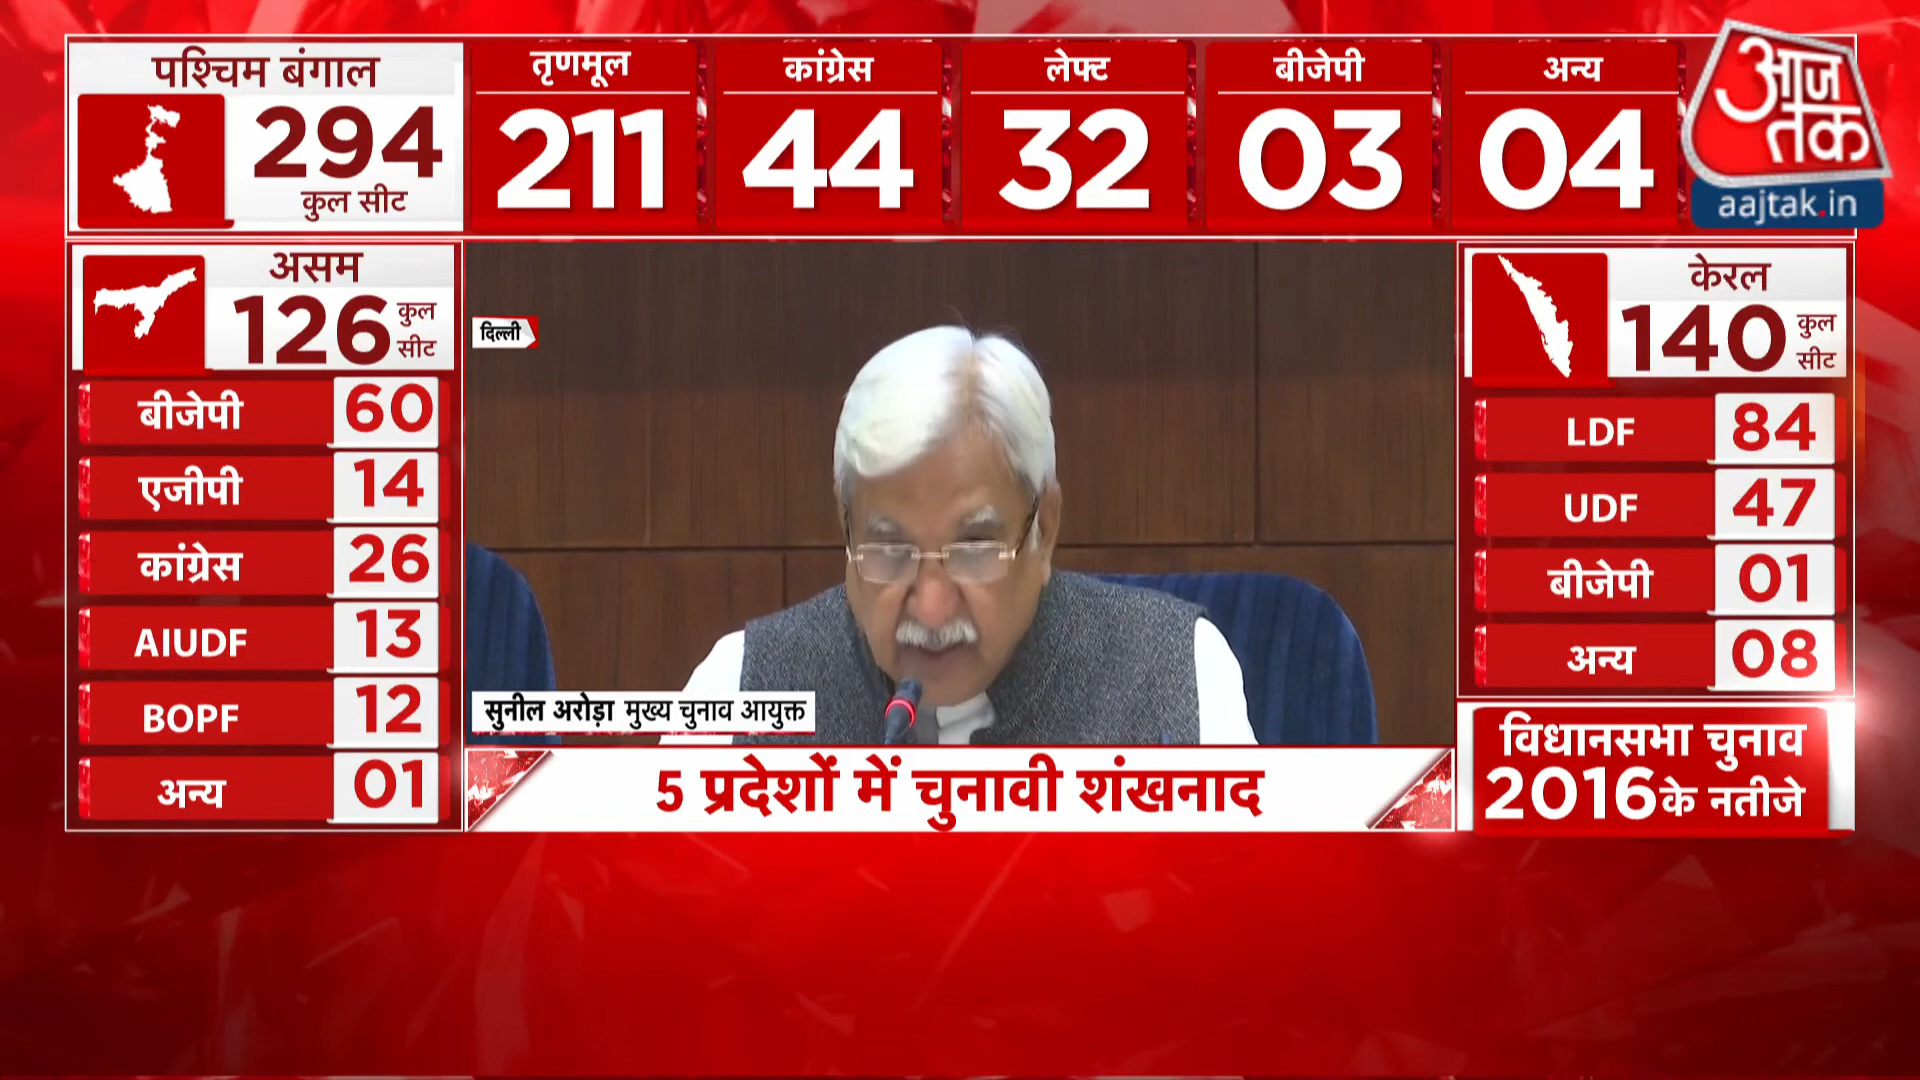 पश्चिम बंगाल
294
कुल सीट
तृणमूल
211
कांग्रेस
44
लेफ्ट
32
बीजेपी
03
अन्य
04
आज
तक
aajtak.in
असम
126 कुल
सीट
बीजेपी 60
एजीपी 14
कांग्रेस 26
AIUDF 13
BOPF 12
अन्य 01
दिल्ली
सुनील अरोड़ा मुख्य चुनाव आयुक्त
5 प्रदेशों में चुनावी शंखनाद
केरल
140 कुल
सीट
LDF 84
UDF 47
बीजेपी 01
अन्य 08
विधानसभा चुनाव
2016 के नतीजे